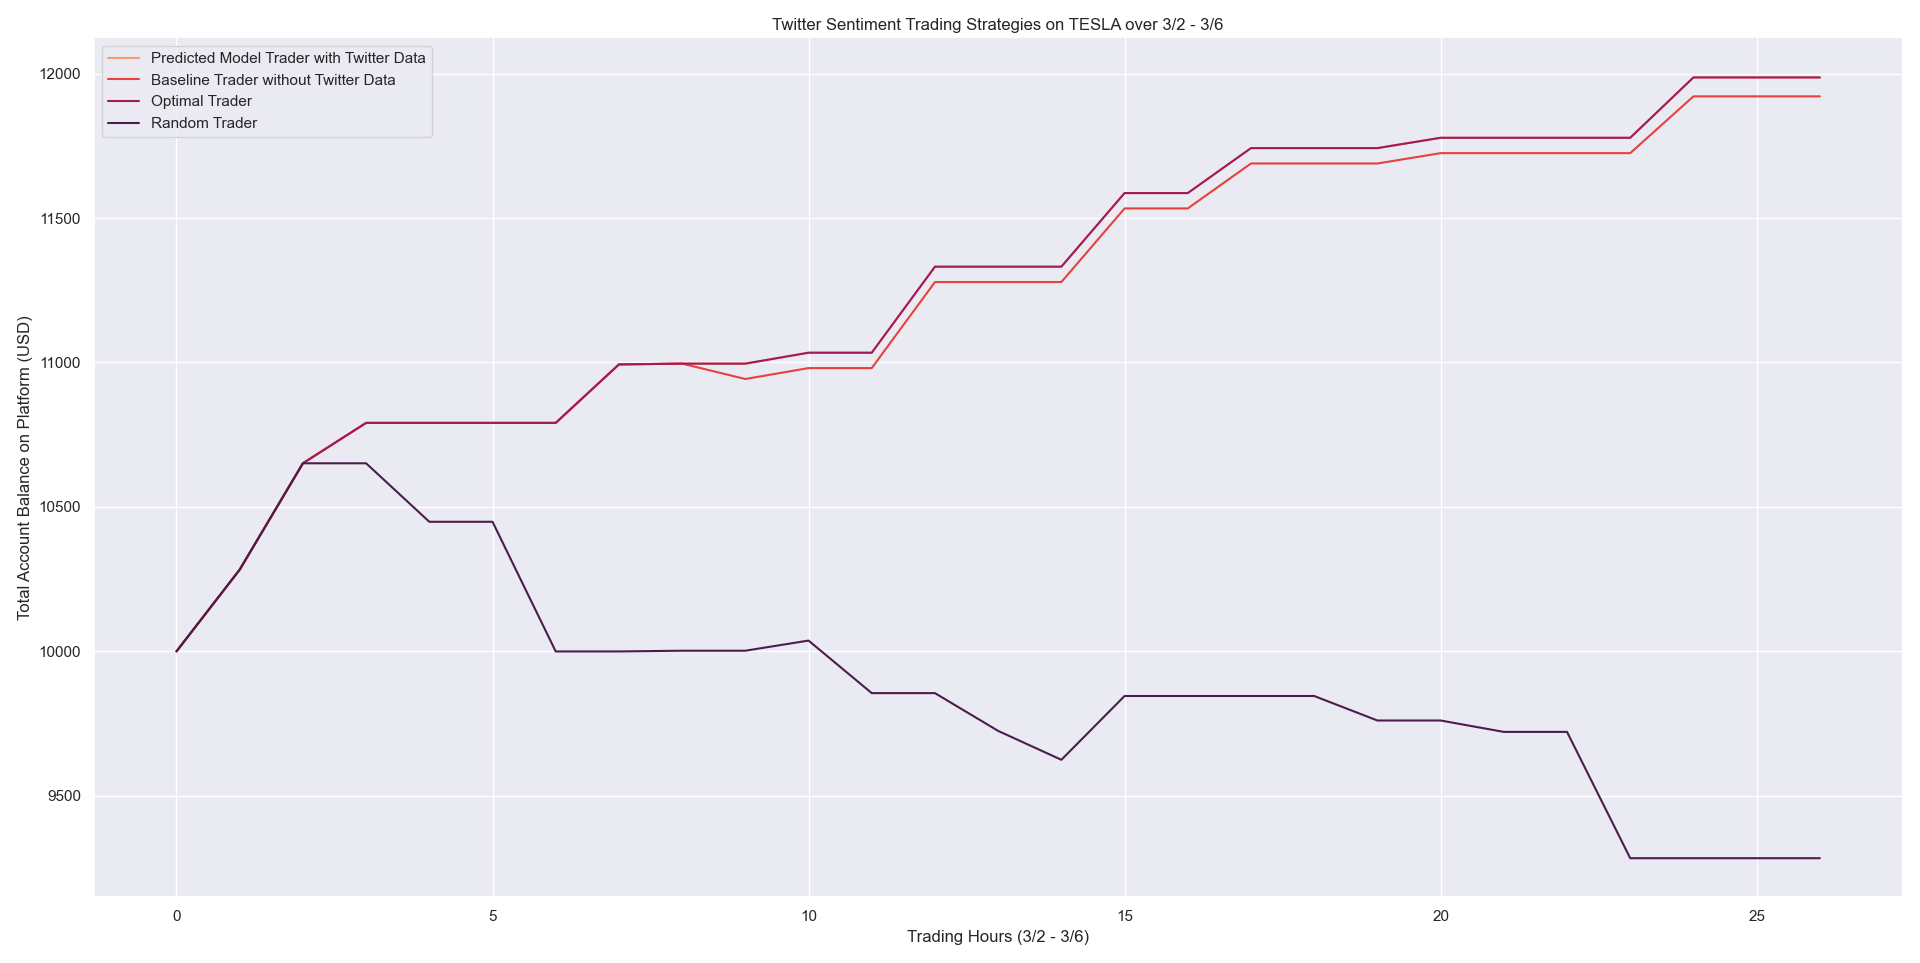 Twitter Sentiment Trading Strategies on TESLA over 3/2 - 3/6
Predicted Model Trader with Twitter Data
Baseline Trader without Twitter Data
Optimal Trader
Random Trader
Total Account Balance on Platform (USD)
12000
11500
11000
10500
10000
9500
0 5 10 15 20 25
Trading Hours (3/2 - 3/6)